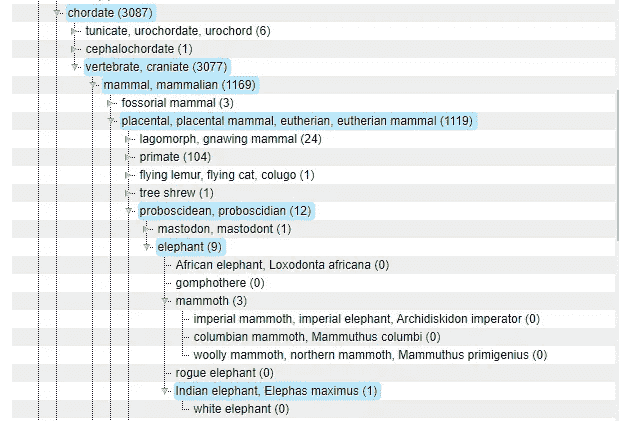 chordate (3087)
tunicate, urochordate, urochord (6)
cephalochordate (1)
vertebrate, craniate (3077)
mammal, mammalian (1169)
fossorial mammal (3)
placental, placental mammal, eutherian, eutherian mammal (1119)
lagomorph, gnawing mammal (24)
primate (104)
flying lemur, flying cat, colugo (1)
tree shrew (1)
proboscidean, proboscidian (12)
mastodon, mastodont (1)
elephant (9)
African elephant, Loxodonta africana (0)
gomphothere (0)
mammoth (3)
imperial mammoth, imperial elephant, Archidiskidon imperator (0)
columbian mammoth, Mammuthus columbi (0)
woolly mammoth, northern mammoth, Mammuthus primigenius (0)
rogue elephant (0)
Indian elephant, Elephas maximus (1)
white elephant (0)